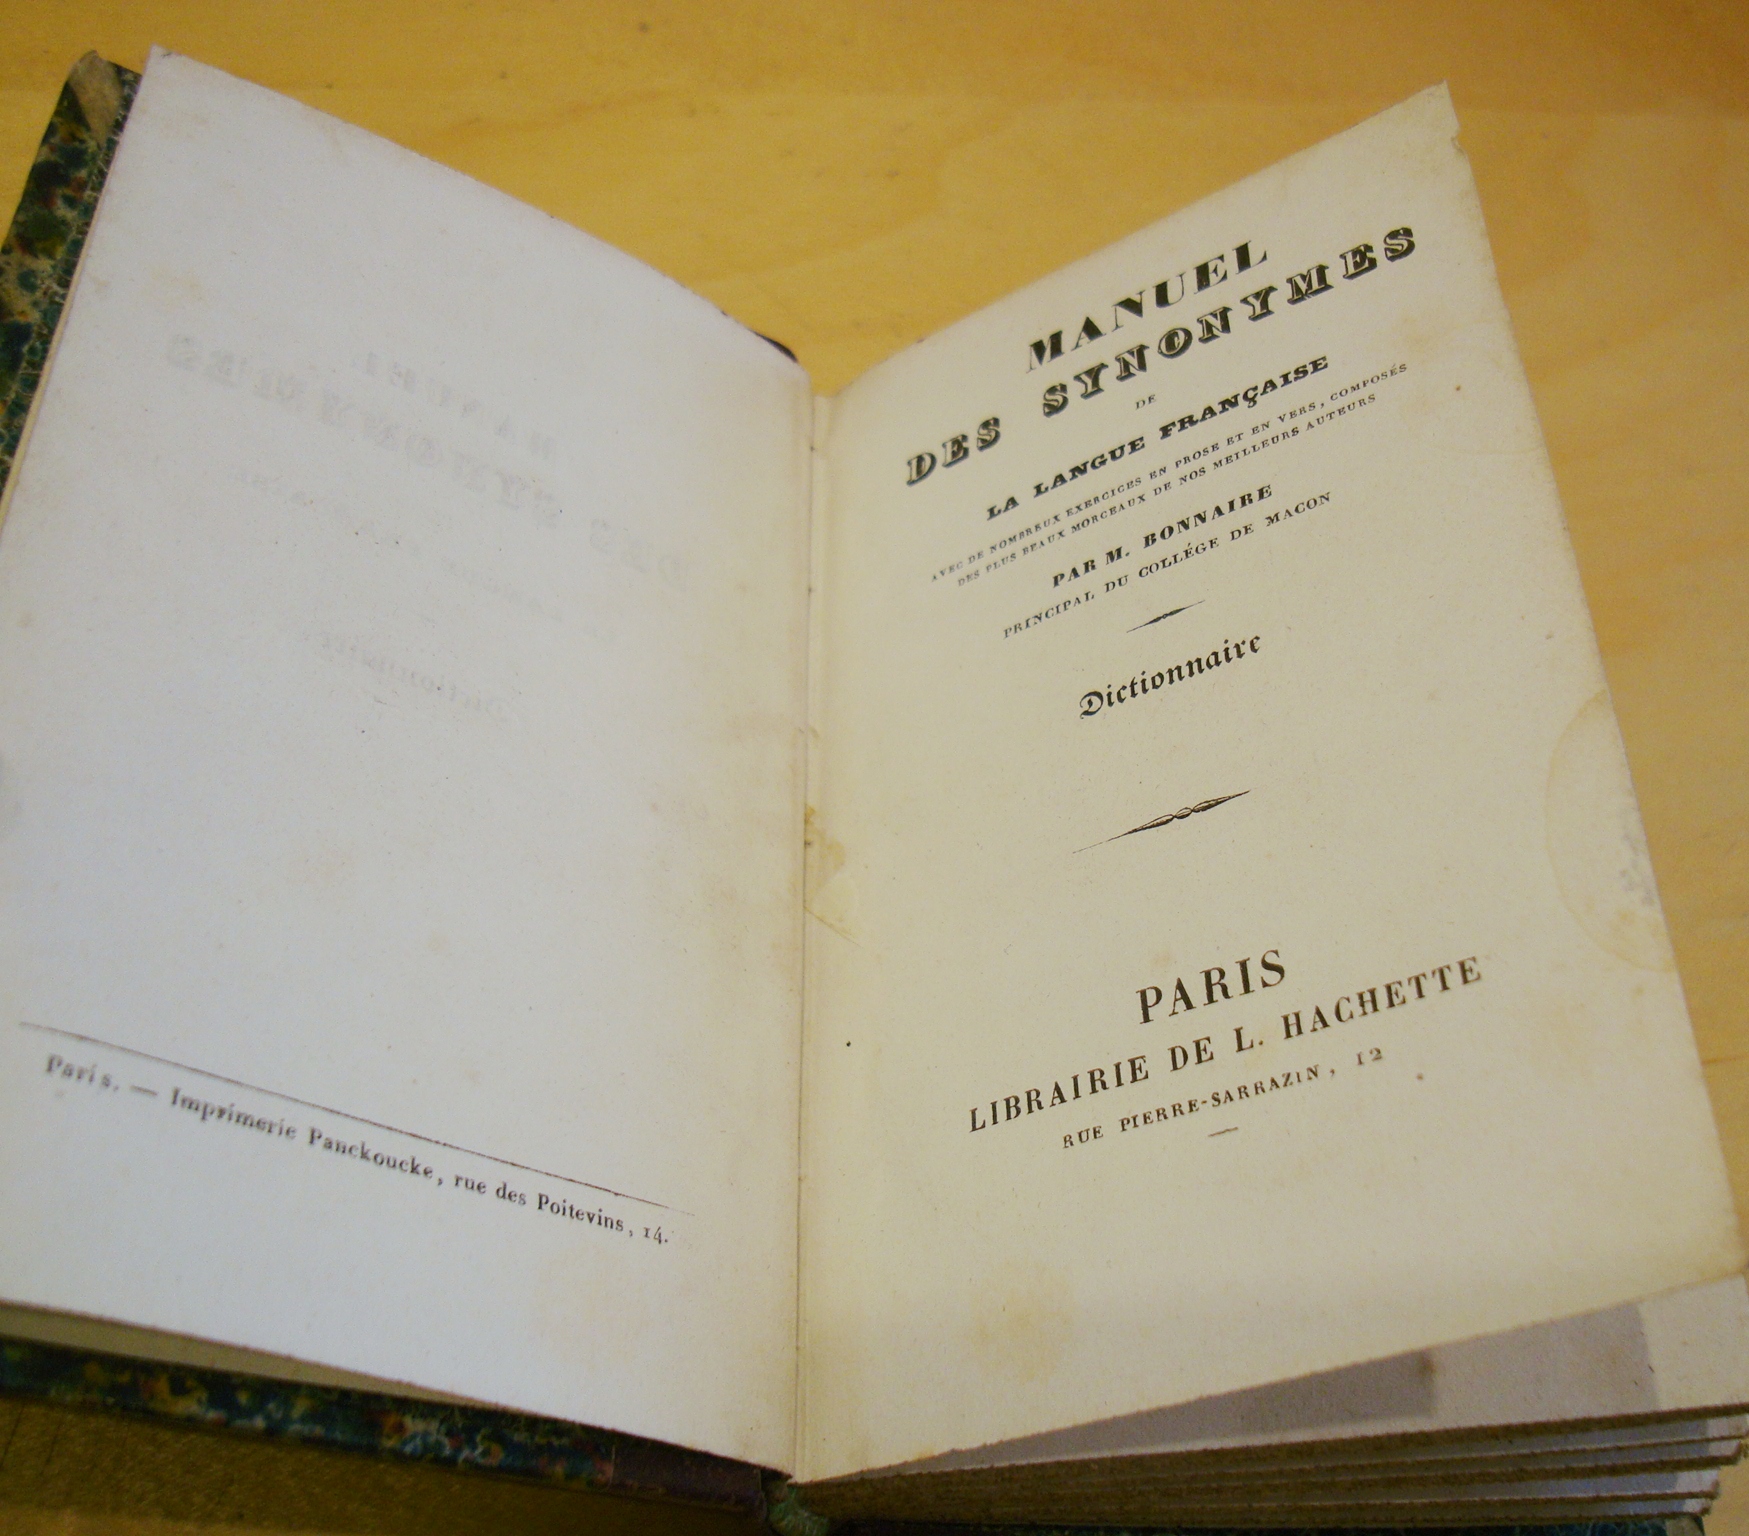 Paris. — Imprimerie Panckoucke, rue des Poitevins, 14.
MANUEL
DES SYNONYMES
DE
LA LANGUE FRANÇAISE
AVEC DE NOMBREUX EXERCICES EN PROSE ET EN VERS, COMPOSÉS
DES PLUS BEAUX MORCEAUX DE NOS MEILLEURS AUTEURS
PAR M. BONNAIRE
PRINCIPAL DU COLLÉGE DE MACON
Dictionnaire
PARIS
LIBRAIRIE DE L. HACHETTE
RUE PIERRE-SARRAZIN, 12